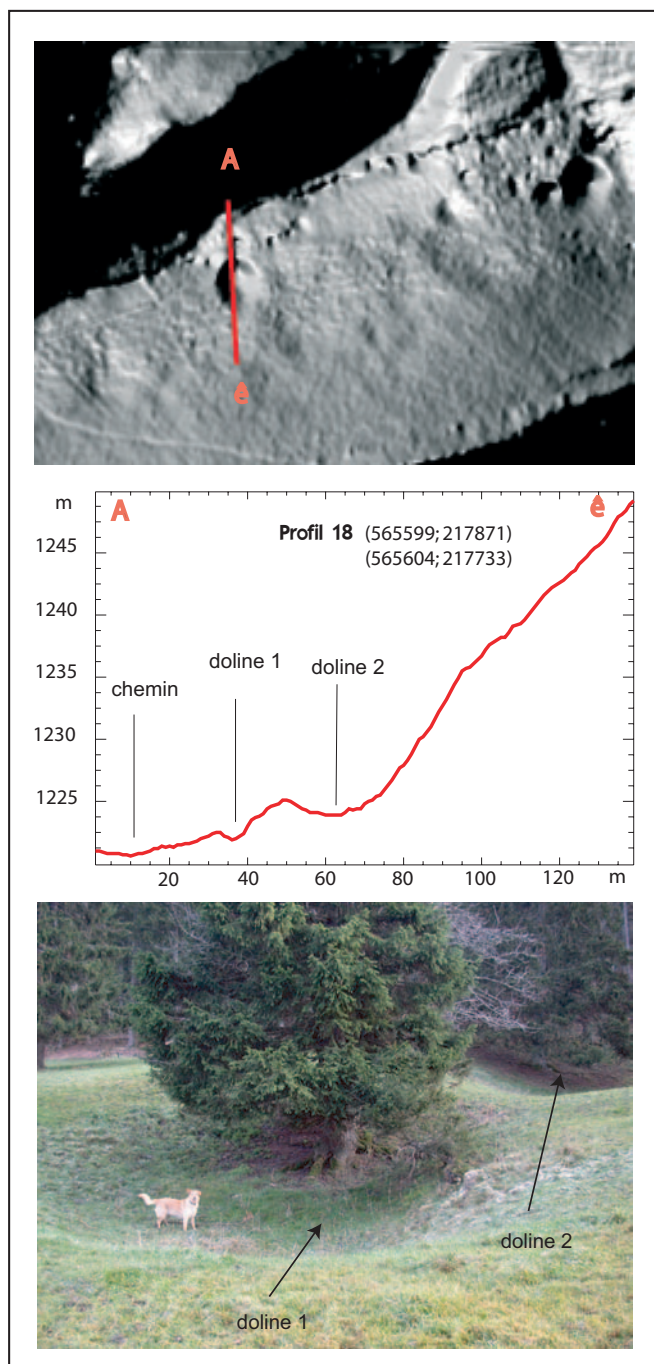 A
Â
m
A
Â
Profil 18 (565599; 217871)
(565604; 217733)
1245
1240
1235
1230
1225
doline 1
doline 2
chemin
20
40
60
80
100
120
m
doline 2
doline 1